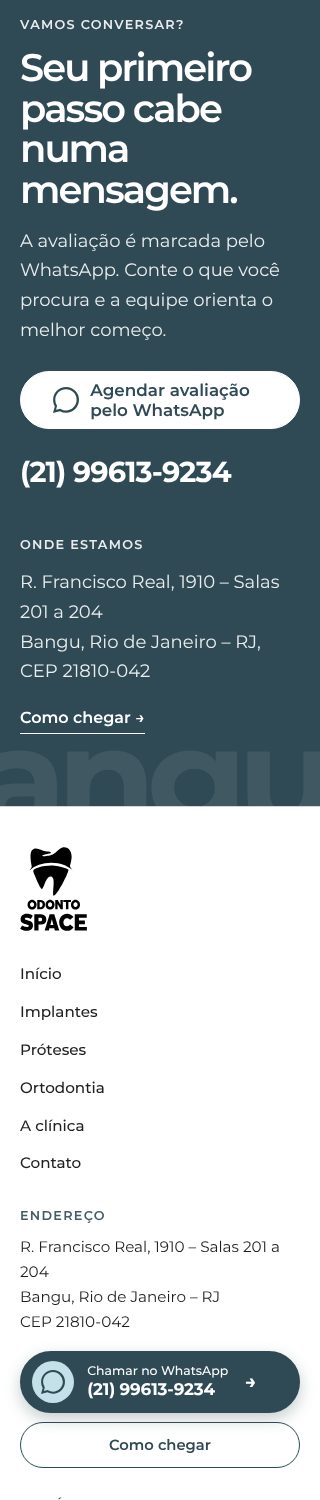 VAMOS CONVERSAR?
Seu primeiro
passo cabe
numa
mensagem.
A avaliação é marcada pelo
WhatsApp. Conte o que você
procura e a equipe orienta o
melhor começo.
Agendar avaliação
pelo WhatsApp
(21) 99613-9234
ONDE ESTAMOS
R. Francisco Real, 1910 – Salas
201 a 204
Bangu, Rio de Janeiro – RJ,
CEP 21810-042
Como chegar →
angu
ODONTO
SPACE
Início
Implantes
Próteses
Ortodontia
A clínica
Contato
ENDEREÇO
R. Francisco Real, 1910 – Salas 201 a
204
Bangu, Rio de Janeiro – RJ
CEP 21810-042
Chamar no WhatsApp
(21) 99613-9234 →
Como chegar